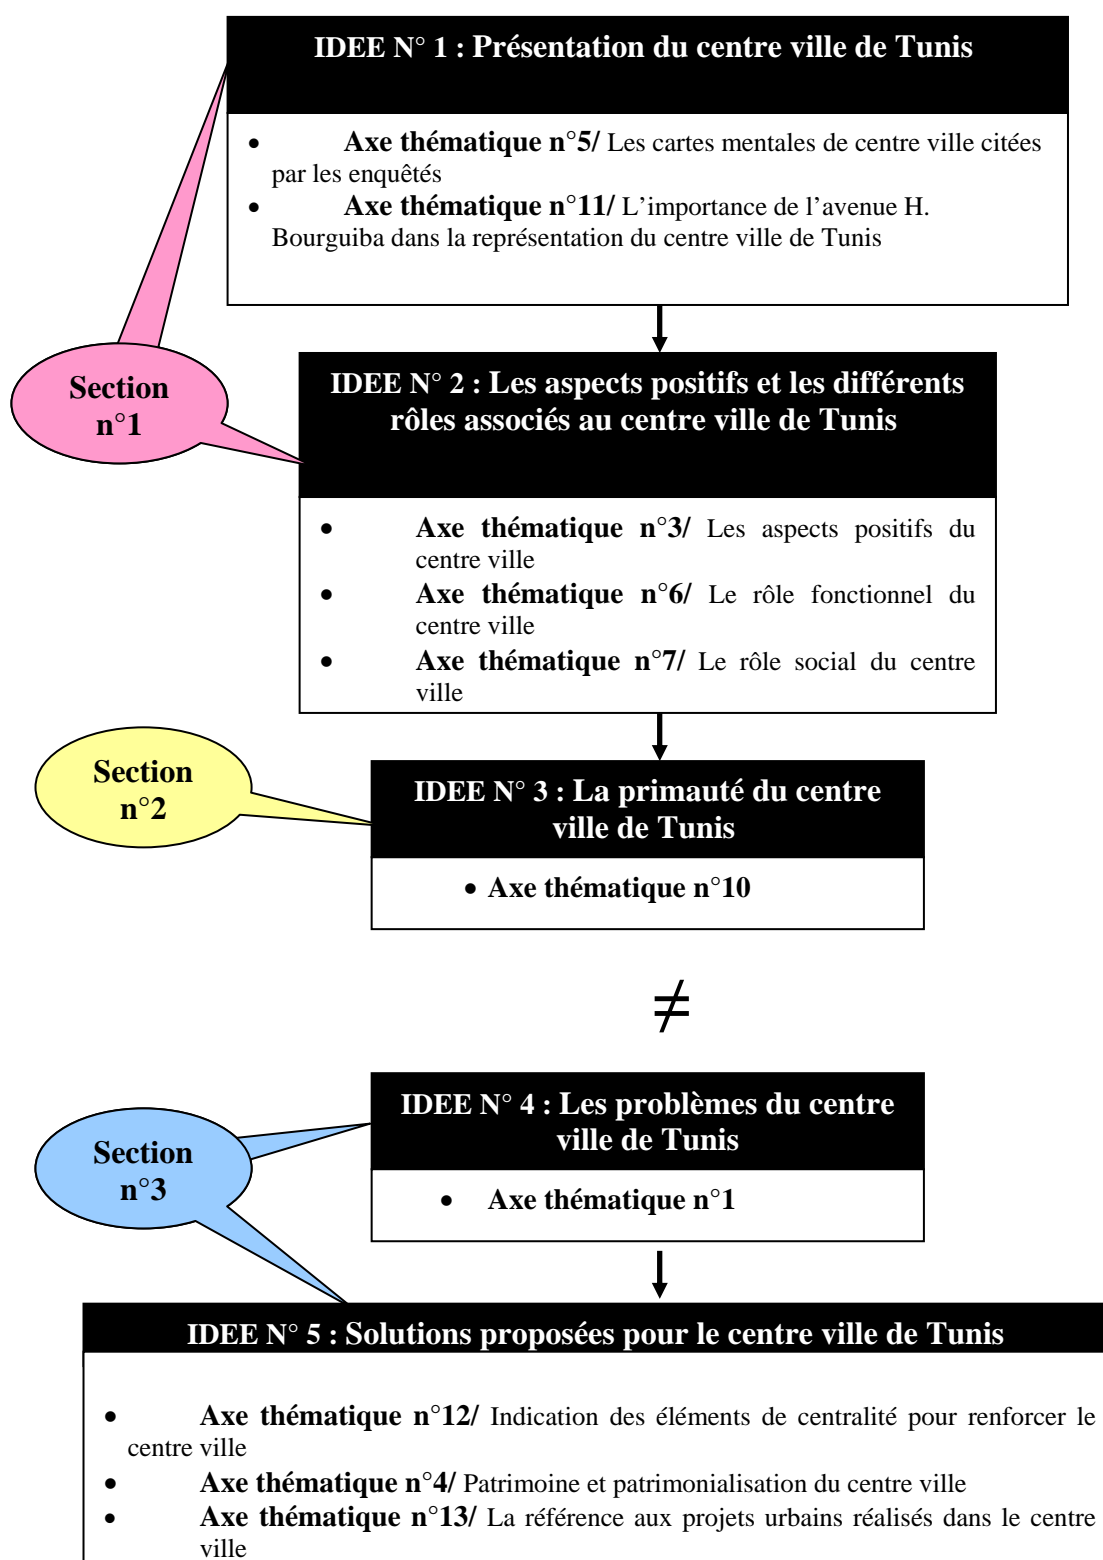 IDEE N° 1 : Présentation du centre ville de Tunis
• Axe thématique n°5/ Les cartes mentales de centre ville citées
par les enquêtés
• Axe thématique n°11/ L'importance de l'avenue H.
Bourguiba dans la représentation du centre ville de Tunis
Section
n°1
IDEE N° 2 : Les aspects positifs et les différents
rôles associés au centre ville de Tunis
• Axe thématique n°3/ Les aspects positifs du
centre ville
• Axe thématique n°6/ Le rôle fonctionnel du
centre ville
• Axe thématique n°7/ Le rôle social du centre
ville
Section
n°2
IDEE N° 3 : La primauté du centre
ville de Tunis
• Axe thématique n°10
≠
IDEE N° 4 : Les problèmes du centre
ville de Tunis
Section
n°3
• Axe thématique n°1
IDEE N° 5 : Solutions proposées pour le centre ville de Tunis
• Axe thématique n°12/ Indication des éléments de centralité pour renforcer le
centre ville
• Axe thématique n°4/ Patrimoine et patrimonialisation du centre ville
• Axe thématique n°13/ La référence aux projets urbains réalisés dans le centre
ville